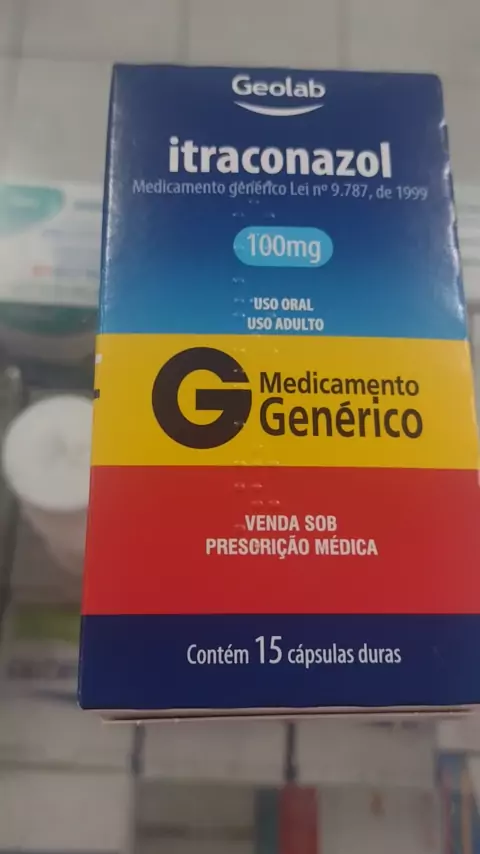 Geolab
itraconazol
Medicamento genérico Lei nº 9.787, de 1999
100mg
USO ORAL
USO ADULTO
G Medicamento
Genérico
VENDA SOB
PRESCRIÇÃO MÉDICA
Contém 15 cápsulas duras